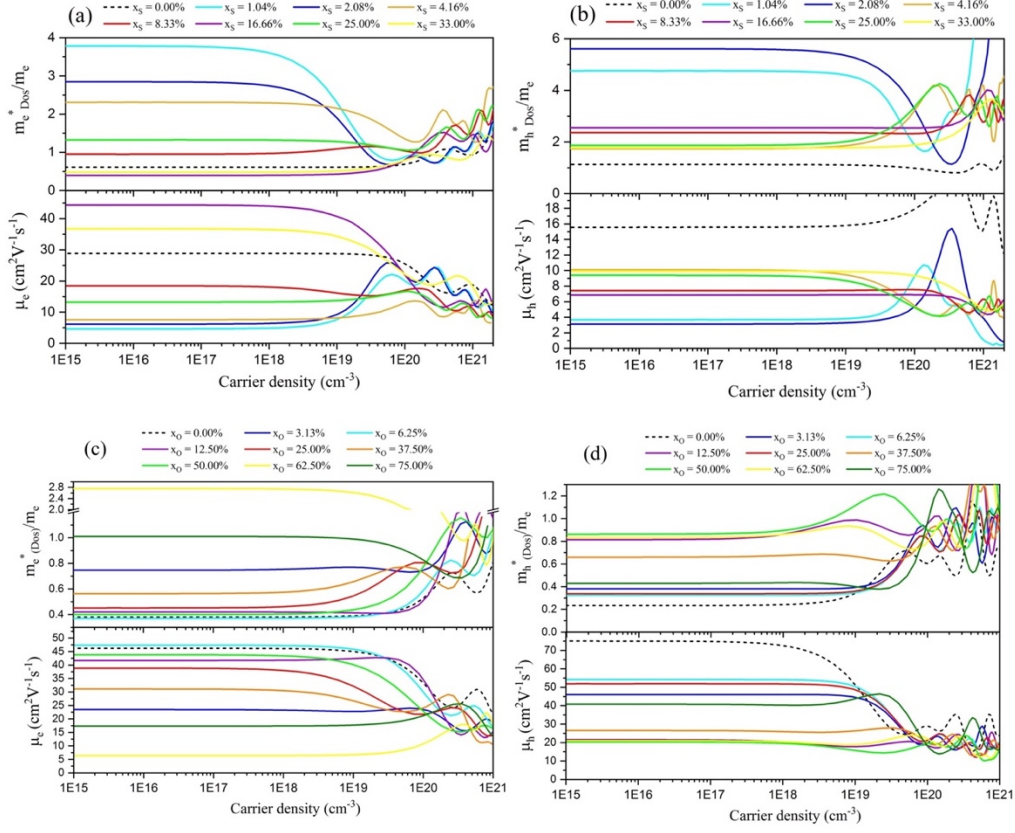 (a)
x_S = 0.00% x_S = 1.04% x_S = 2.08% x_S = 4.16%
x_S = 8.33% x_S = 16.66% x_S = 25.00% x_S = 33.00%
m_e^*_Dos/m_e
4
3
2
1
0
μ_e (cm²V⁻¹s⁻¹)
40
30
20
10
0
1E15 1E16 1E17 1E18 1E19 1E20 1E21
Carrier density (cm⁻³)
(b)
x_S = 0.00% x_S = 1.04% x_S = 2.08% x_S = 4.16%
x_S = 8.33% x_S = 16.66% x_S = 25.00% x_S = 33.00%
m_h^*_Dos/m_e
6
4
2
0
μ_h (cm²V⁻¹s⁻¹)
18
16
14
12
10
8
6
4
2
0
1E15 1E16 1E17 1E18 1E19 1E20 1E21
Carrier density (cm⁻³)
(c)
x_O = 0.00% x_O = 3.13% x_O = 6.25%
x_O = 12.50% x_O = 25.00% x_O = 37.50%
x_O = 50.00% x_O = 62.50% x_O = 75.00%
m_e^*_(Dos)/m_e
2.8
2.4
2.0
1.0
0.8
0.6
0.4
μ_e (cm²V⁻¹s⁻¹)
50
45
40
35
30
25
20
15
10
5
0
1E15 1E16 1E17 1E18 1E19 1E20 1E21
Carrier density (cm⁻³)
(d)
x_O = 0.00% x_O = 3.13% x_O = 6.25%
x_O = 12.50% x_O = 25.00% x_O = 37.50%
x_O = 50.00% x_O = 62.50% x_O = 75.00%
m_h^*_(Dos)/m_e
1.2
1.0
0.8
0.6
0.4
0.2
0.0
μ_h (cm²V⁻¹s⁻¹)
70
60
50
40
30
20
10
0
1E15 1E16 1E17 1E18 1E19 1E20 1E21
Carrier density (cm⁻³)